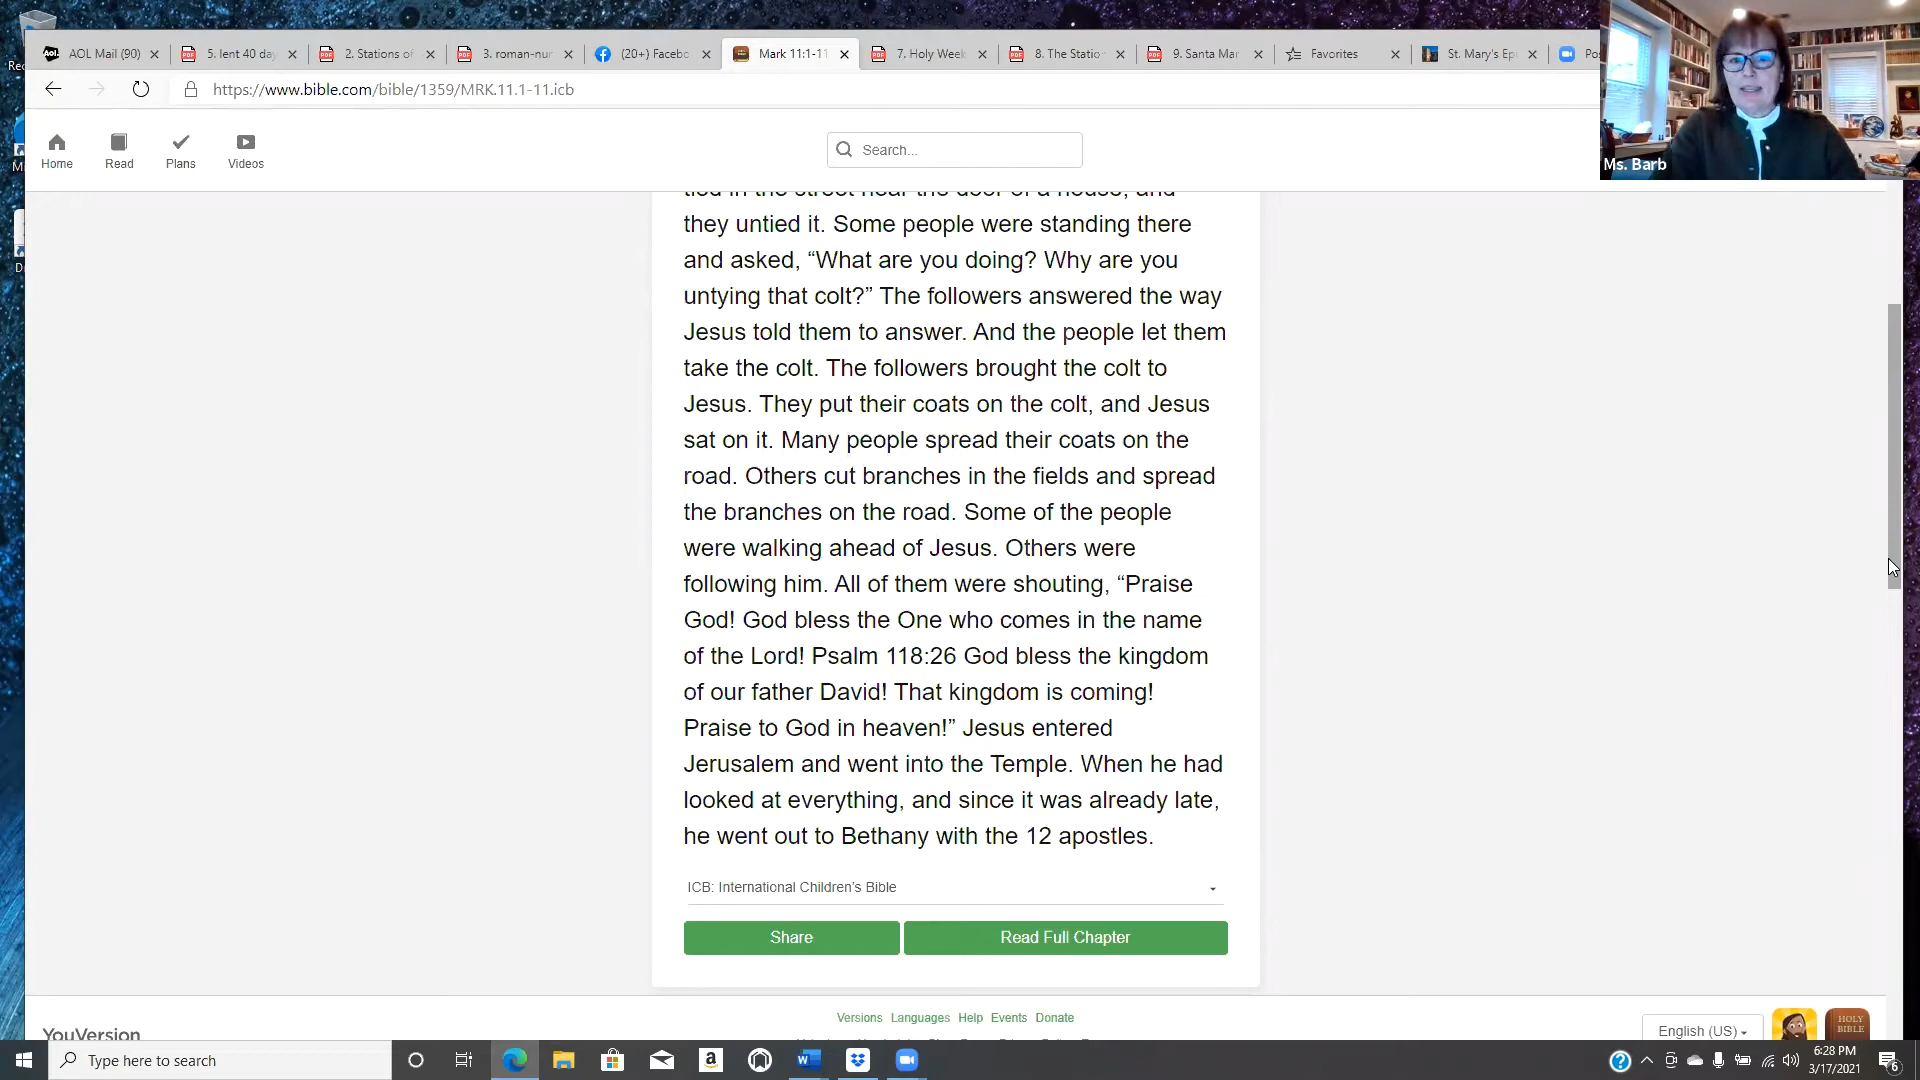 AOL Mail (90)
5. lent 40 day
2. Stations of
3. roman-nur
(20+) Facebo
Mark 11:1-11
7. Holy Week
8. The Statio
9. Santa Mar
Favorites
St. Mary's Ep
Po
https://www.bible.com/bible/1359/MRK.11.1-11.icb
Home
Read
Plans
Videos
Search...
Ms. Barb
tied in the street near the door of a house, and
they untied it. Some people were standing there
and asked, “What are you doing? Why are you
untying that colt?” The followers answered the way
Jesus told them to answer. And the people let them
take the colt. The followers brought the colt to
Jesus. They put their coats on the colt, and Jesus
sat on it. Many people spread their coats on the
road. Others cut branches in the fields and spread
the branches on the road. Some of the people
were walking ahead of Jesus. Others were
following him. All of them were shouting, “Praise
God! God bless the One who comes in the name
of the Lord! Psalm 118:26 God bless the kingdom
of our father David! That kingdom is coming!
Praise to God in heaven!” Jesus entered
Jerusalem and went into the Temple. When he had
looked at everything, and since it was already late,
he went out to Bethany with the 12 apostles.
ICB: International Children’s Bible
Share
Read Full Chapter
Versions Languages Help Events Donate
YouVersion
English (US)
HOLY
BIBLE
Type here to search
6:28 PM
3/17/2021
6